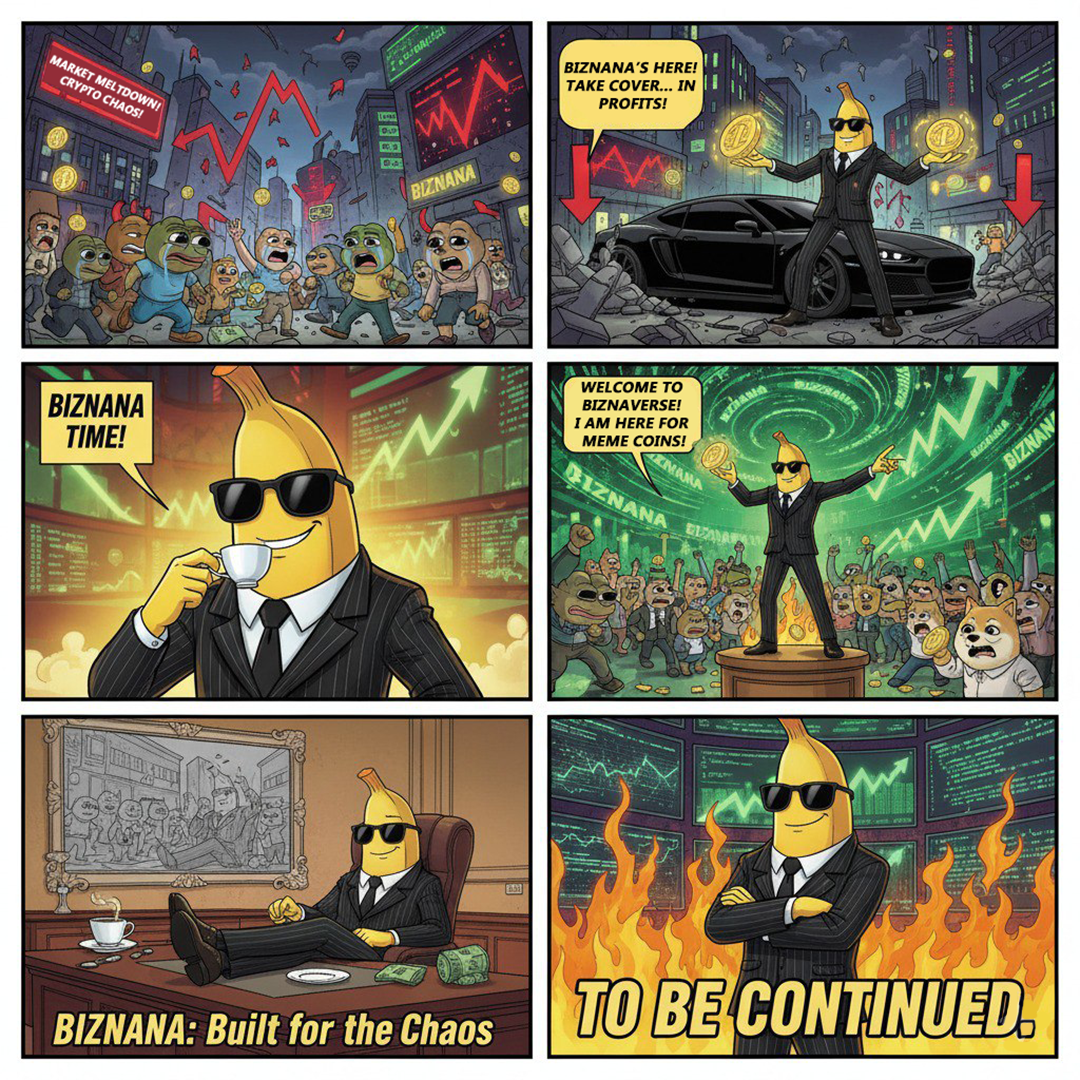 MARKET MELTDOWN!
CRYPTO CHAOS!
BIZNANA
BIZNANA'S HERE!
TAKE COVER... IN
PROFITS!
BIZNANA
TIME!
WELCOME TO
BIZNAVERSE!
I AM HERE FOR
MEME COINS!
BIZNANA
BIZNANA
BIZNANA: Built for the Chaos
TO BE CONTINUED.